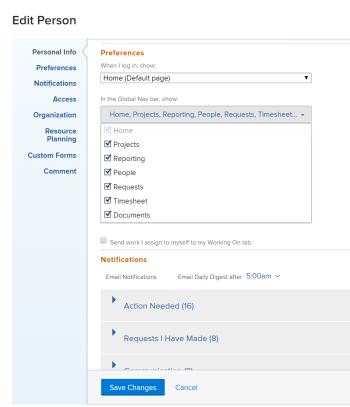 Edit Person
Personal Info
Preferences
Notifications
Access
Organization
Resource
Planning
Custom Forms
Comment
Preferences
When I log in, show:
Home (Default page)
In the Global Nav bar, show:
Home, Projects, Reporting, People, Requests, Timesheet...
Home
Projects
Reporting
People
Requests
Timesheet
Documents
Send work I assign to myself to my Working On tab
Notifications
Email Notifications Email Daily Digest after 5:00am
Action Needed (16)
Requests I Have Made (8)
Save Changes Cancel